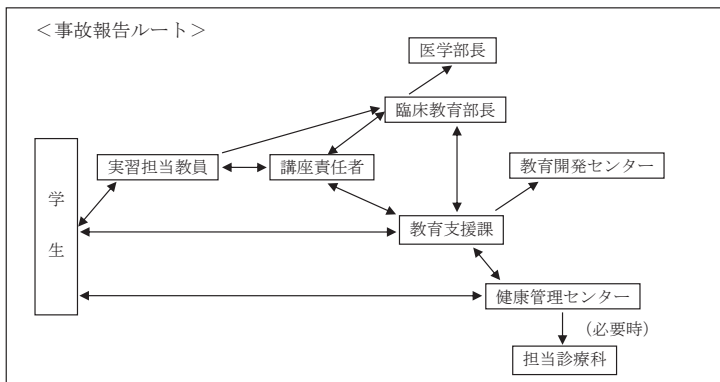 ＜事故報告ルート＞
医学部長
臨床教育部長
実習担当教員
講座責任者
教育開発センター
学生
教育支援課
健康管理センター
（必要時）
担当診療科